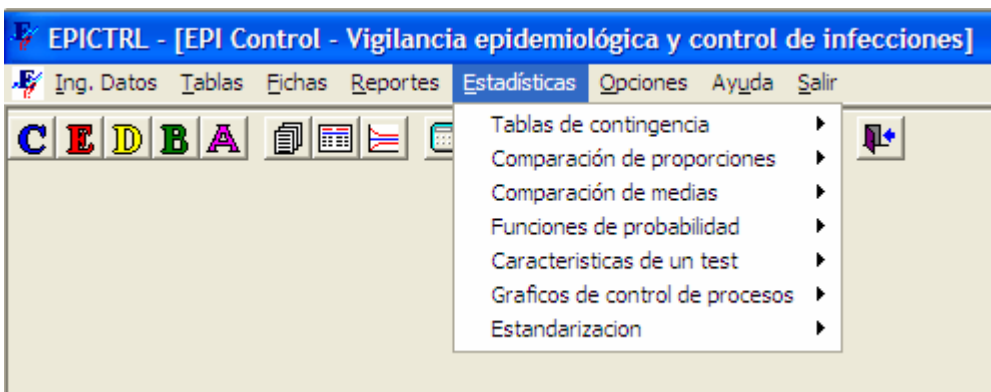 EPICTRL - [EPI Control - Vigilancia epidemiológica y control de infecciones]
Ing. Datos Tablas Fichas Reportes Estadísticas Opciones Ayuda Salir
C E D B A
Tablas de contingencia
Comparación de proporciones
Comparación de medias
Funciones de probabilidad
Caracteristicas de un test
Graficos de control de procesos
Estandarizacion